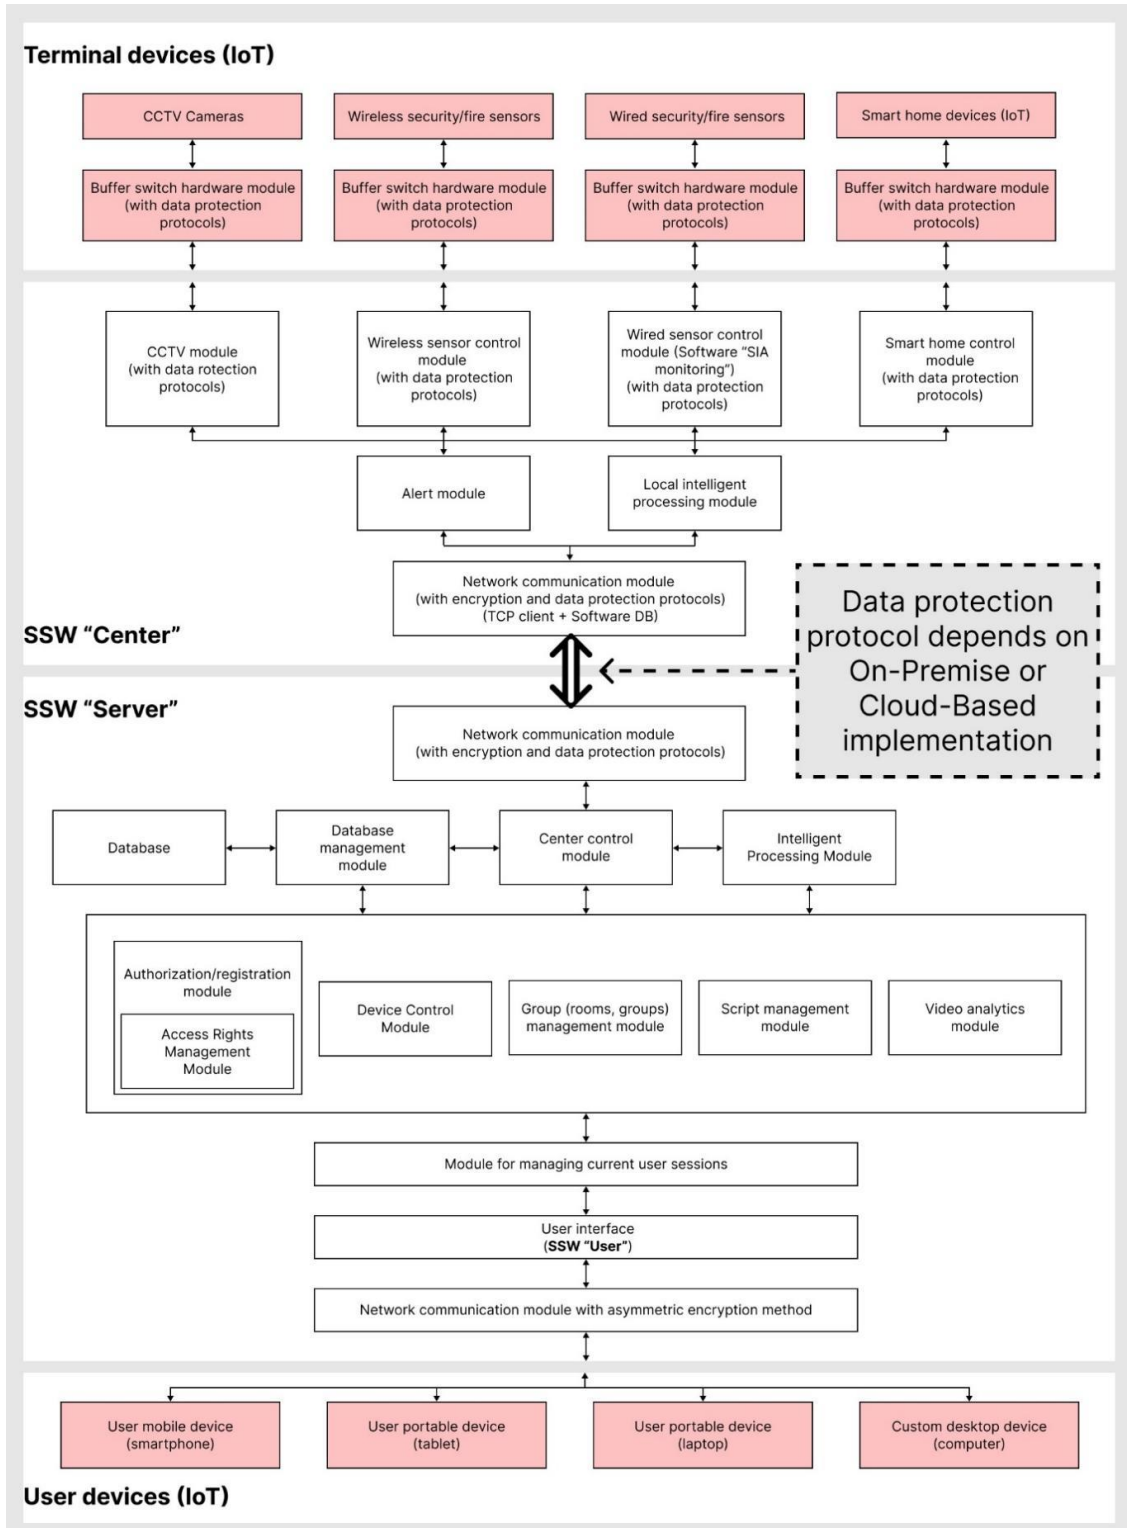 Terminal devices (IoT)
CCTV Cameras
Wireless security/fire sensors
Wired security/fire sensors
Smart home devices (IoT)
Buffer switch hardware module
(with data protection
protocols)
Buffer switch hardware module
(with data protection
protocols)
Buffer switch hardware module
(with data protection
protocols)
Buffer switch hardware module
(with data protection
protocols)
CCTV module
(with data rotection
protocols)
Wireless sensor control
module
(with data protection
protocols)
Wired sensor control
module (Software “SIA
monitoring”)
(with data protection
protocols)
Smart home control
module
(with data protection
protocols)
Alert module
Local intelligent
processing module
Network communication module
(with encryption and data protection protocols)
(TCP client + Software DB)
SSW “Center”
Data protection
protocol depends on
On-Premise or
Cloud-Based
implementation
SSW “Server”
Network communication module
(with encryption and data protection protocols)
Database
Database
management
module
Center control
module
Intelligent
Processing Module
Authorization/registration
module
Access Rights
Management
Module
Device Control
Module
Group (rooms, groups)
management module
Script management
module
Video analytics
module
Module for managing current user sessions
User interface
(SSW “User”)
Network communication module with asymmetric encryption method
User mobile device
(smartphone)
User portable device
(tablet)
User portable device
(laptop)
Custom desktop device
(computer)
User devices (IoT)